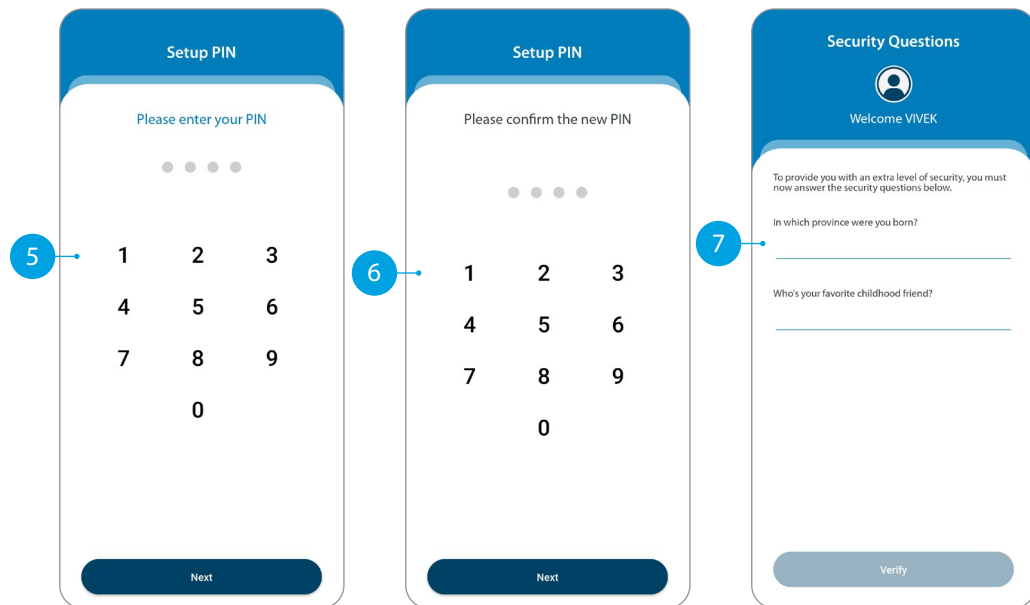 Setup PIN
Please enter your PIN
5
1 2 3
4 5 6
7 8 9
0
Next
Setup PIN
Please confirm the new PIN
6
1 2 3
4 5 6
7 8 9
0
Next
Security Questions
Welcome VIVEK
To provide you with an extra level of security, you must
now answer the security questions below.
In which province were you born?
7
Who's your favorite childhood friend?
Verify